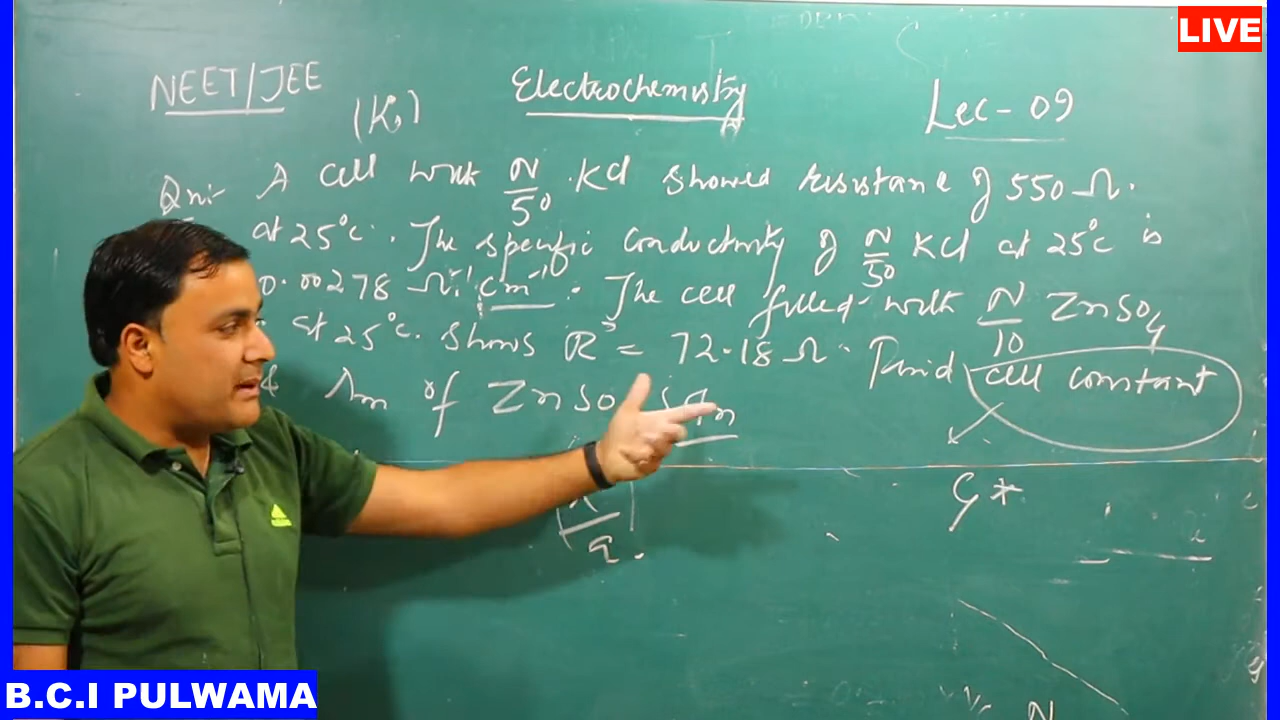 LIVE
NEET/JEE
Electrochemistry
Lec-09
(K)
Qn:- A cell with N/50 KCl showed resistance of 550 Ω.
at 25°C. The specific conductivity of N/50 KCl at 25°C is
0.00278 Ω⁻¹ cm⁻¹. The cell filled with N/10 ZnSO4
at 25°C. shows R = 72.18 Ω. Find cell constant
& Λm of ZnSO
G*
a.
N
B.C.I PULWAMA